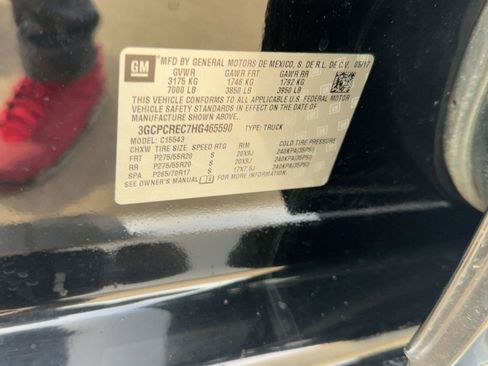 GM
MFD BY GENERAL MOTORS DE MEXICO, S. DE R.L. DE C.V. 05/17
GVWR GAWR FRT GAWR RR
3175 KG 1746 KG 1792 KG
7000 LB 3850 LB 3950 LB
THIS VEHICLE CONFORMS TO ALL APPLICABLE U.S. FEDERAL
MOTOR VEHICLE SAFETY STANDARDS IN EFFECT ON THE DATE OF
MANUFACTURE SHOWN ABOVE.
3GCPCREC7HG465590 TYPE: TRUCK
MODEL: C15543
CHXW TIRE SIZE SPEED RTG RIM COLD TIRE PRESSURE
FRT P275/55R20 S 20X9J 240KPA(35PSI)
RR P275/55R20 S 20X9J 240KPA(35PSI)
SPA P265/70R17 S 17X7.5J 240KPA(35PSI)
SEE OWNER'S MANUAL